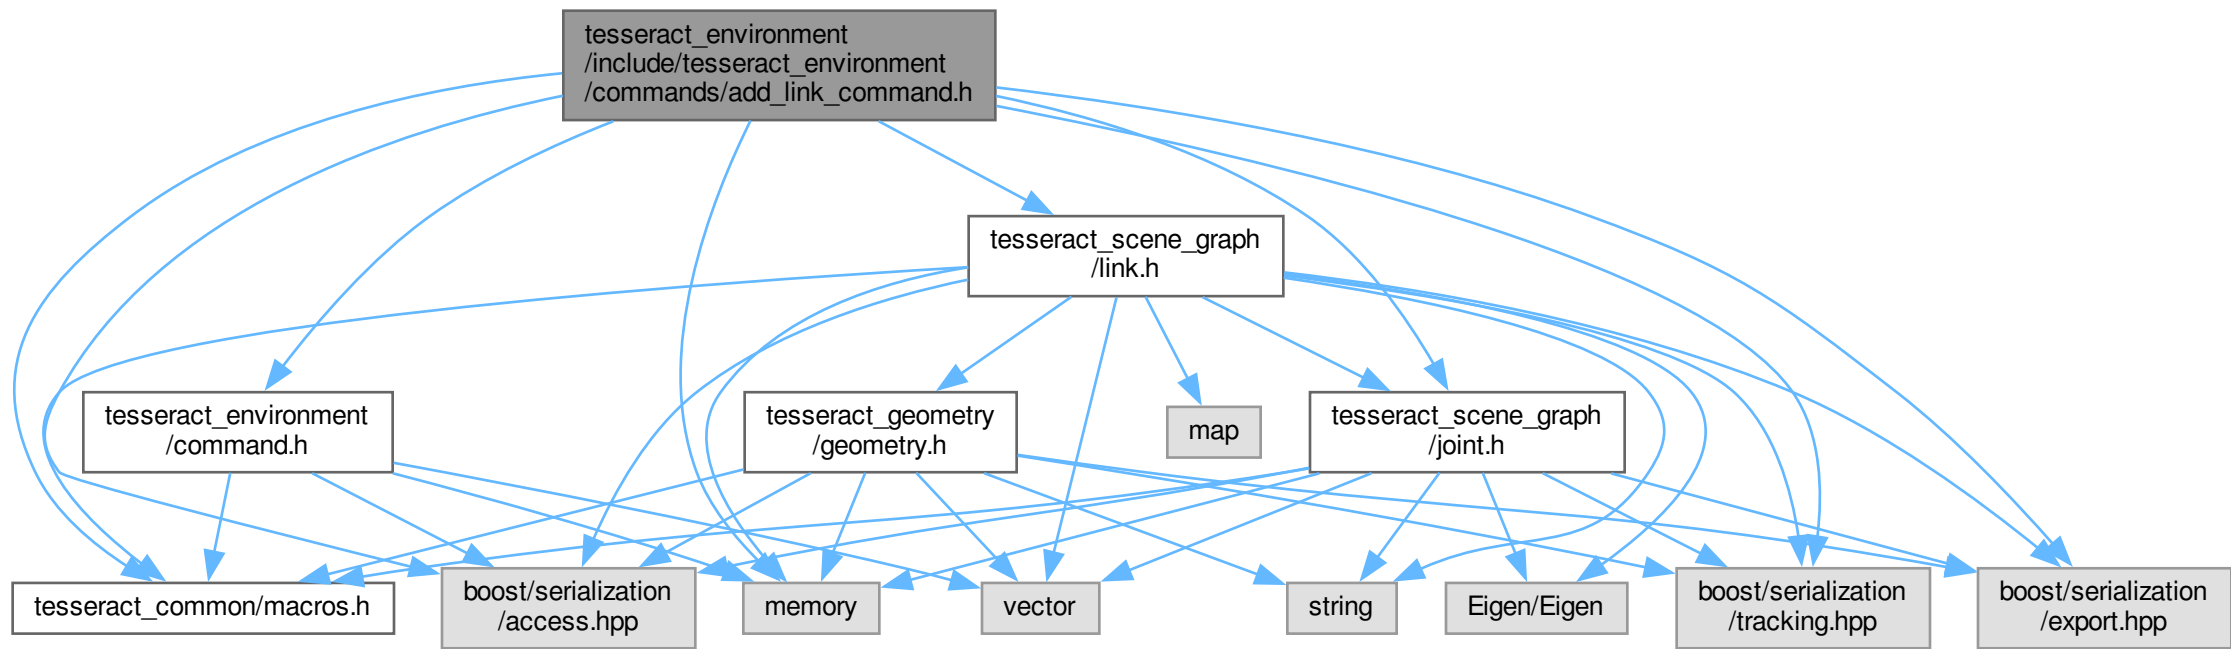 tesseract_environment
/include/tesseract_environment
/commands/add_link_command.h
tesseract_scene_graph
/link.h
tesseract_environment
/command.h
tesseract_geometry
/geometry.h
map
tesseract_scene_graph
/joint.h
tesseract_common/macros.h
boost/serialization
/access.hpp
memory
vector
string
Eigen/Eigen
boost/serialization
/tracking.hpp
boost/serialization
/export.hpp